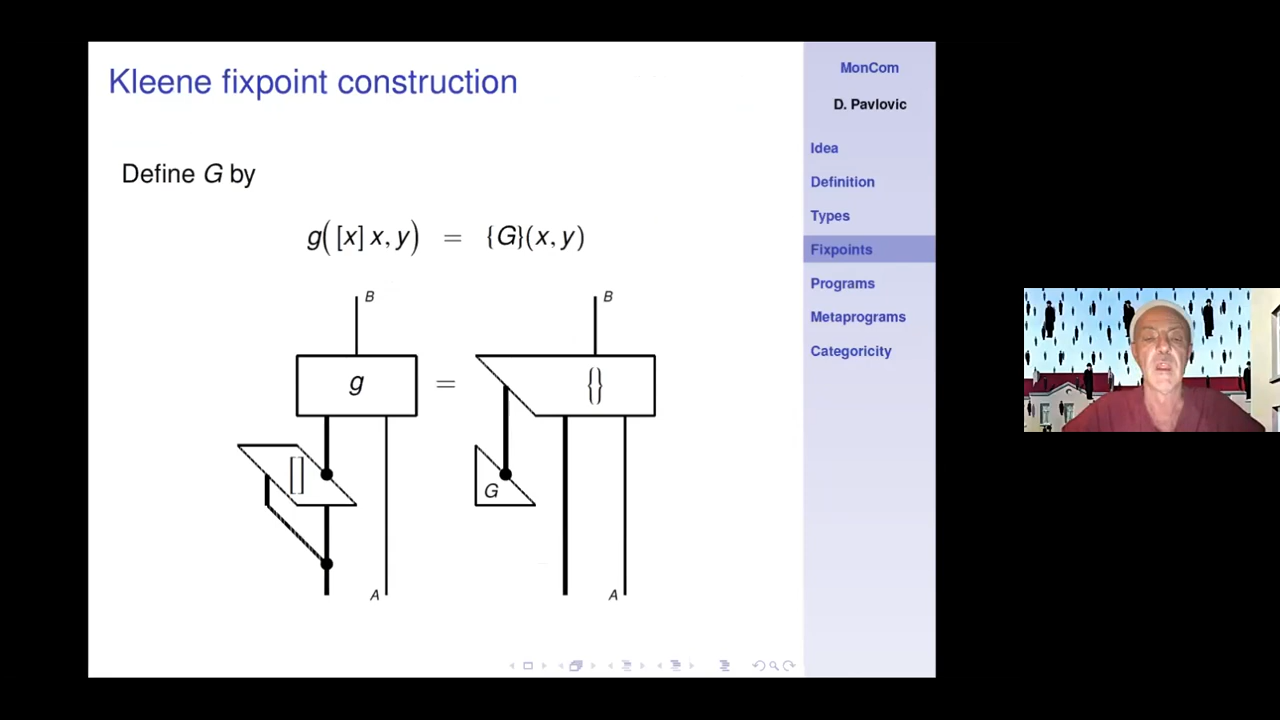 Kleene fixpoint construction
Define G by
g([x] x, y) = {G}(x, y)
B
B
g
=
{}
[]
G
A
A
MonCom
D. Pavlovic
Idea
Definition
Types
Fixpoints
Programs
Metaprograms
Categoricity